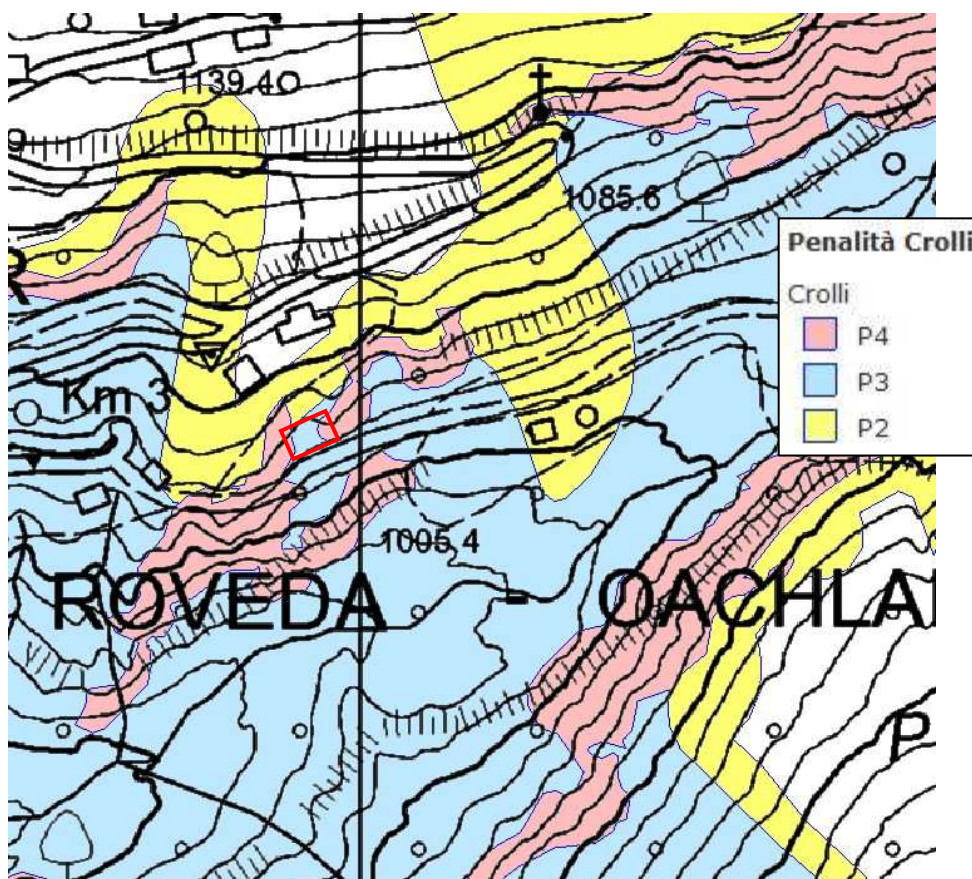 1139.4
1085.6
Penalità Crolli
Crolli
P4
P3
P2
R
Km 3
1005.4
ROVEDA - OACHLA
P